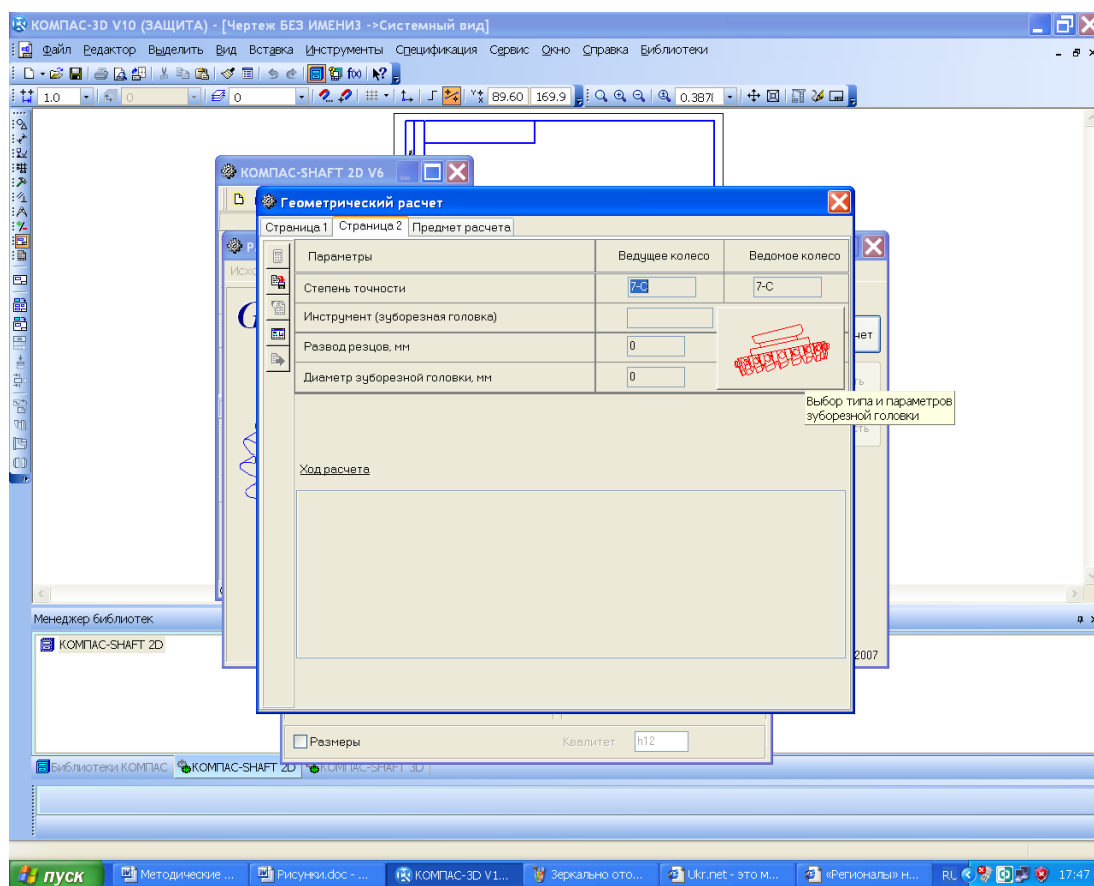 КОМПАС-3D V10 (ЗАЩИТА) - [Чертеж БЕЗ ИМЕНИ3 ->Системный вид]
Файл Редактор Выделить Вид Вставка Инструменты Спецификация Сервис Окно Справка Библиотеки
1.0 0 0 89.60 169.9 0.387(
КОМПАС-SHAFT 2D V6
Геометрический расчет
Страница 1 Страница 2 Предмет расчета
Параметры Ведущее колесо Ведомое колесо
Степень точности 7-C 7-C
Инструмент (зуборезная головка)
Развод резцов, мм 0
Диаметр зуборезной головки, мм 0
Выбор типа и параметров
зуборезной головки
Ход расчета
2007
Менеджер библиотек
КОМПАС-SHAFT 2D
Размеры Квалитет h12
Библиотеки КОМПАС КОМПАС-SHAFT 2D КОМПАС-SHAFT 3D
пуск Методические ... Рисунки.doc - ... КОМПАС-3D V1... Зеркально ото... Ukr.net - это м... «Регионалы» н... RU 17:47